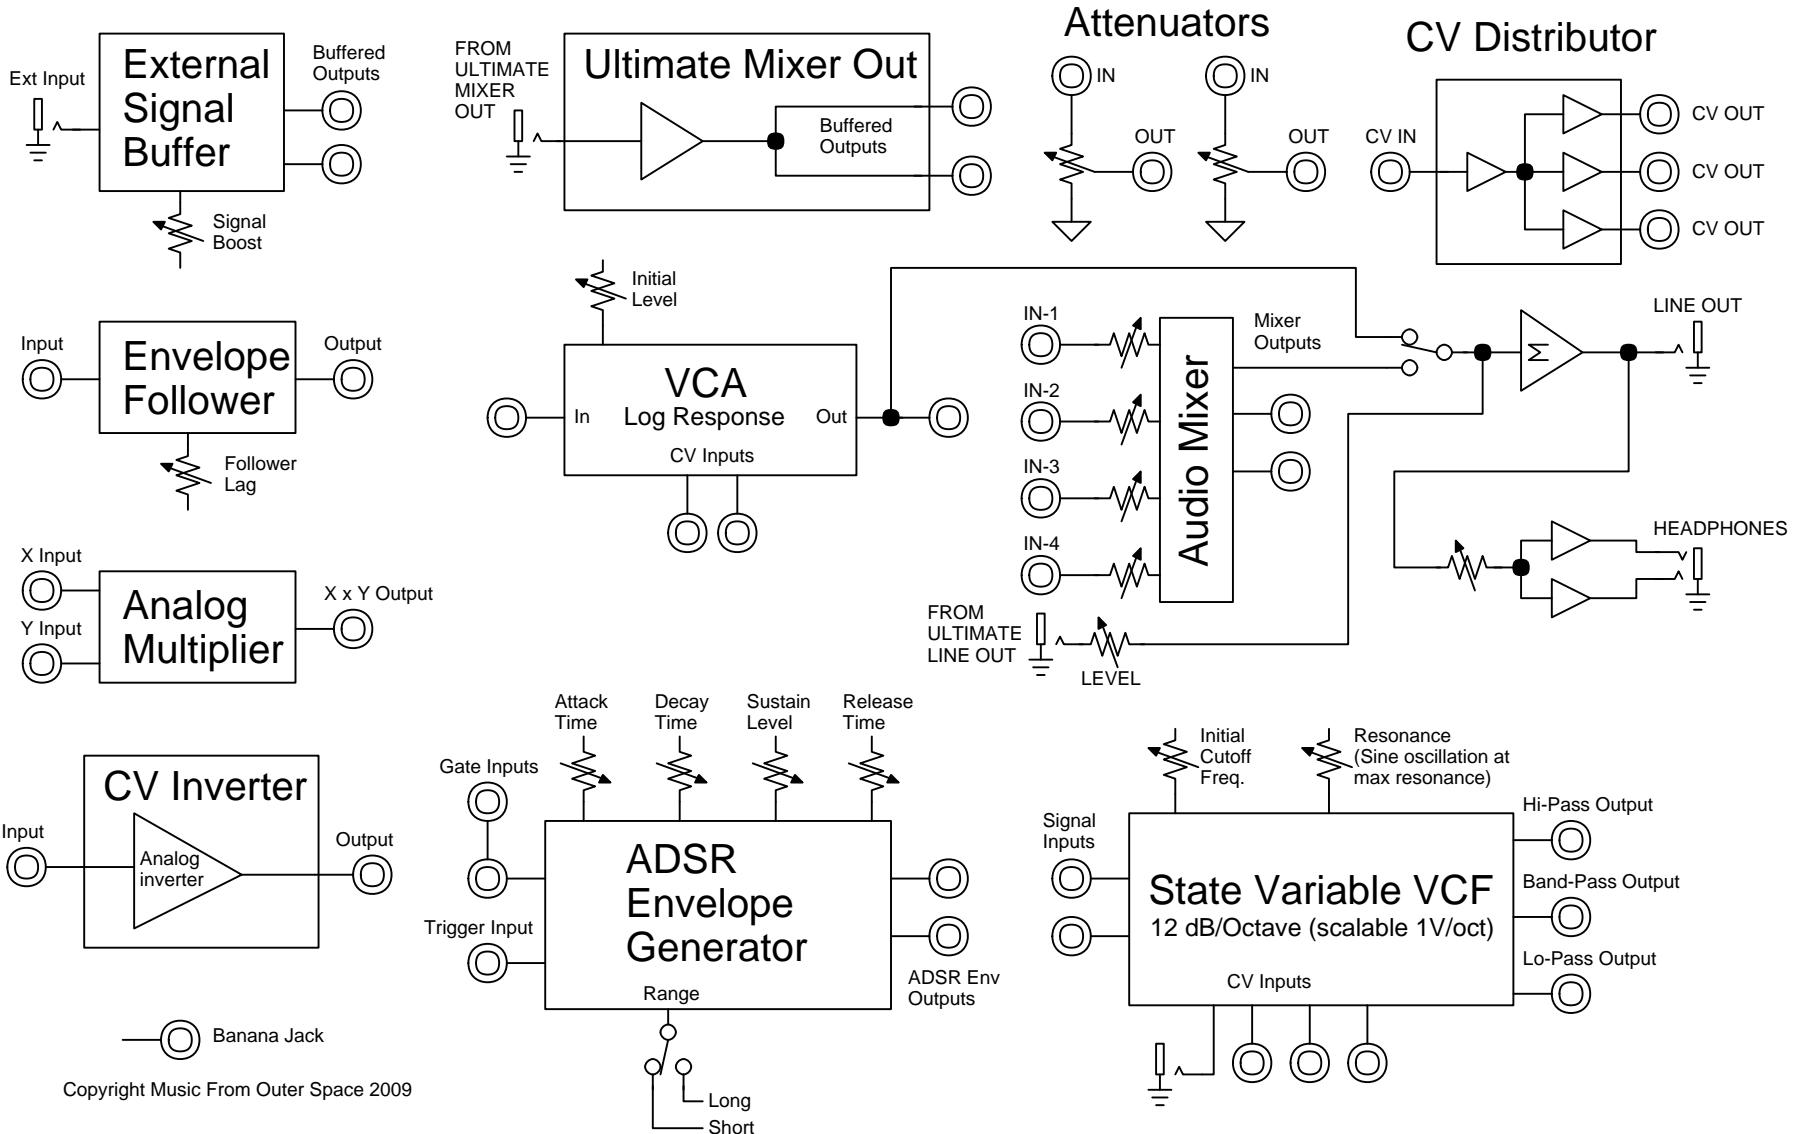 Ext Input
External
Signal
Buffer
Buffered
Outputs
Signal
Boost
FROM
ULTIMATE
MIXER
OUT
Ultimate Mixer Out
Buffered
Outputs
Attenuators
IN
OUT
IN
OUT
CV Distributor
CV IN
CV OUT
CV OUT
CV OUT
Input
Envelope
Follower
Output
Follower
Lag
Initial
Level
VCA
Log Response
In
Out
CV Inputs
IN-1
IN-2
IN-3
IN-4
Audio Mixer
Mixer
Outputs
M
LINE OUT
HEADPHONES
FROM
ULTIMATE
LINE OUT
LEVEL
X Input
Y Input
Analog
Multiplier
X x Y Output
CV Inverter
Input
Analog
inverter
Output
Attack
Time
Decay
Time
Sustain
Level
Release
Time
Gate Inputs
Trigger Input
ADSR
Envelope
Generator
Range
ADSR Env
Outputs
Long
Short
Initial
Cutoff
Freq.
Resonance
(Sine oscillation at
max resonance)
Signal
Inputs
State Variable VCF
12 dB/Octave (scalable 1V/oct)
CV Inputs
Hi-Pass Output
Band-Pass Output
Lo-Pass Output
Banana Jack
Copyright Music From Outer Space 2009